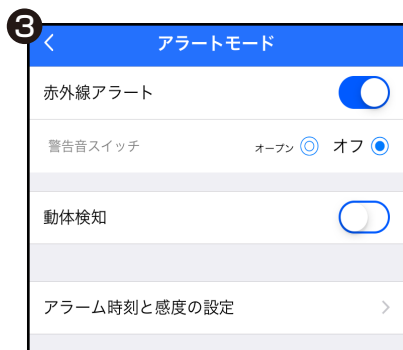 3
アラートモード
赤外線アラート
警告音スイッチ オープン オフ
動体検知
アラーム時刻と感度の設定